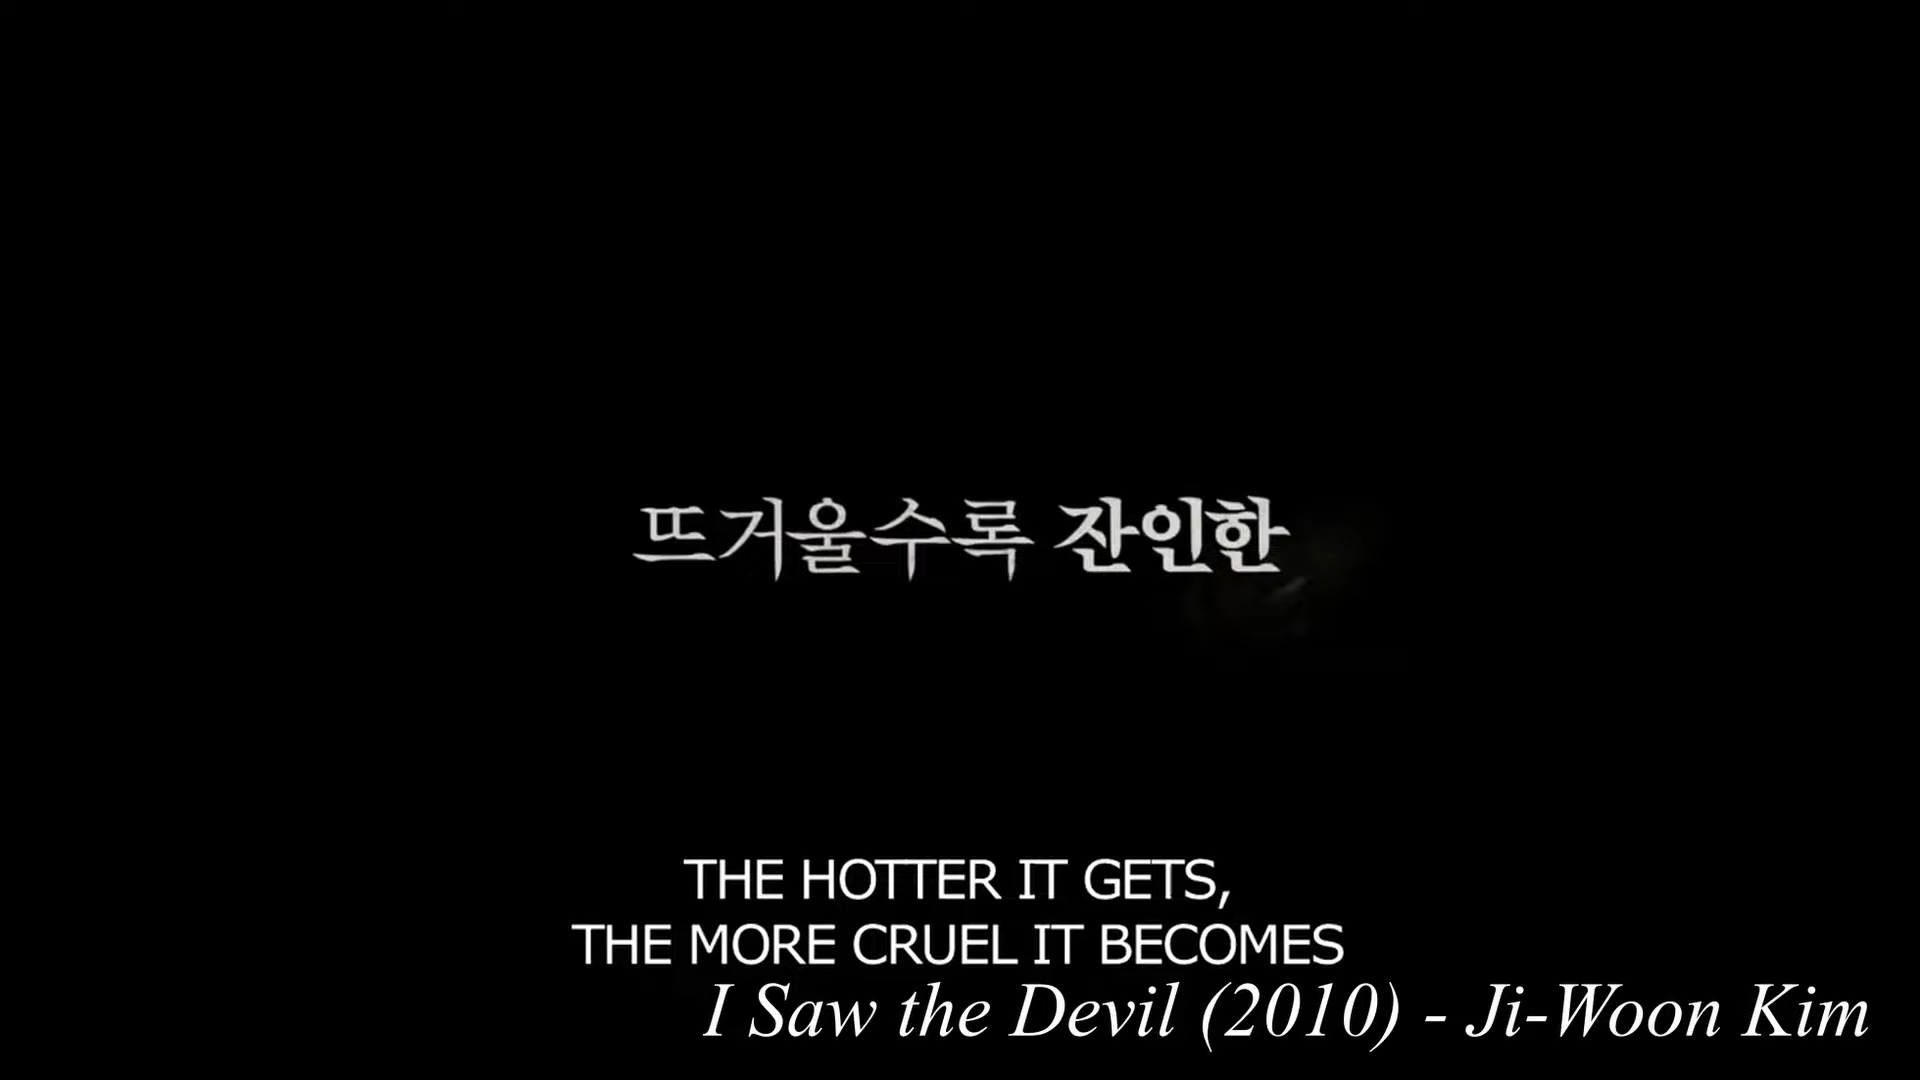 뜨거울수록 잔인한
THE HOTTER IT GETS,
THE MORE CRUEL IT BECOMES
I Saw the Devil (2010) - Ji-Woon Kim